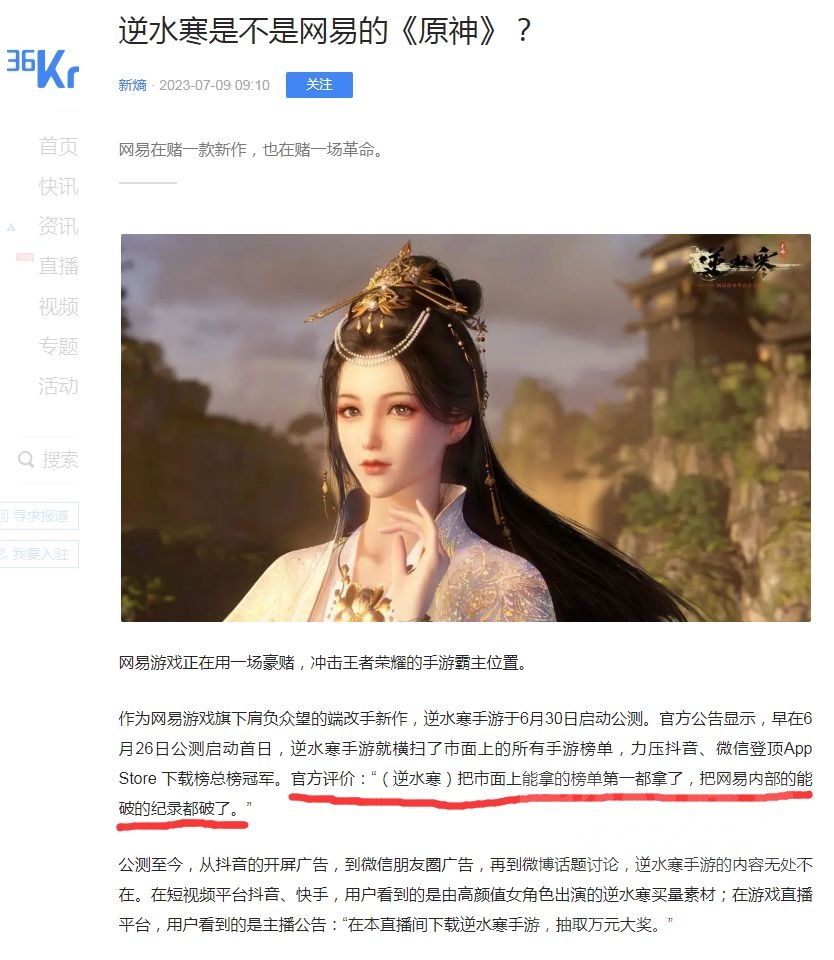 逆水寒是不是网易的《原神》？
36Kr
新熵 · 2023-07-09 09:10 关注
首页
快讯
资讯
直播
视频
专题
活动
搜索
寻求报道
我要入驻
网易在赌一款新作，也在赌一场革命。
逆水寒
网易游戏正在用一场豪赌，冲击王者荣耀的手游霸主位置。
作为网易游戏旗下肩负众望的端改手新作，逆水寒手游于6月30日启动公测。官方公告显示，早在6
月26日公测启动首日，逆水寒手游就横扫了市面上的所有手游榜单，力压抖音、微信登顶App
Store 下载榜总榜冠军。官方评价：“（逆水寒）把市面上能拿的榜单第一都拿了，把网易内部的能
破的纪录都破了。”
公测至今，从抖音的开屏广告，到微信朋友圈广告，再到微博话题讨论，逆水寒手游的内容无处不
在。在短视频平台抖音、快手，用户看到的是由高颜值女角色出演的逆水寒买量素材；在游戏直播
平台，用户看到的是主播公告：“在本直播间下载逆水寒手游，抽取万元大奖。”